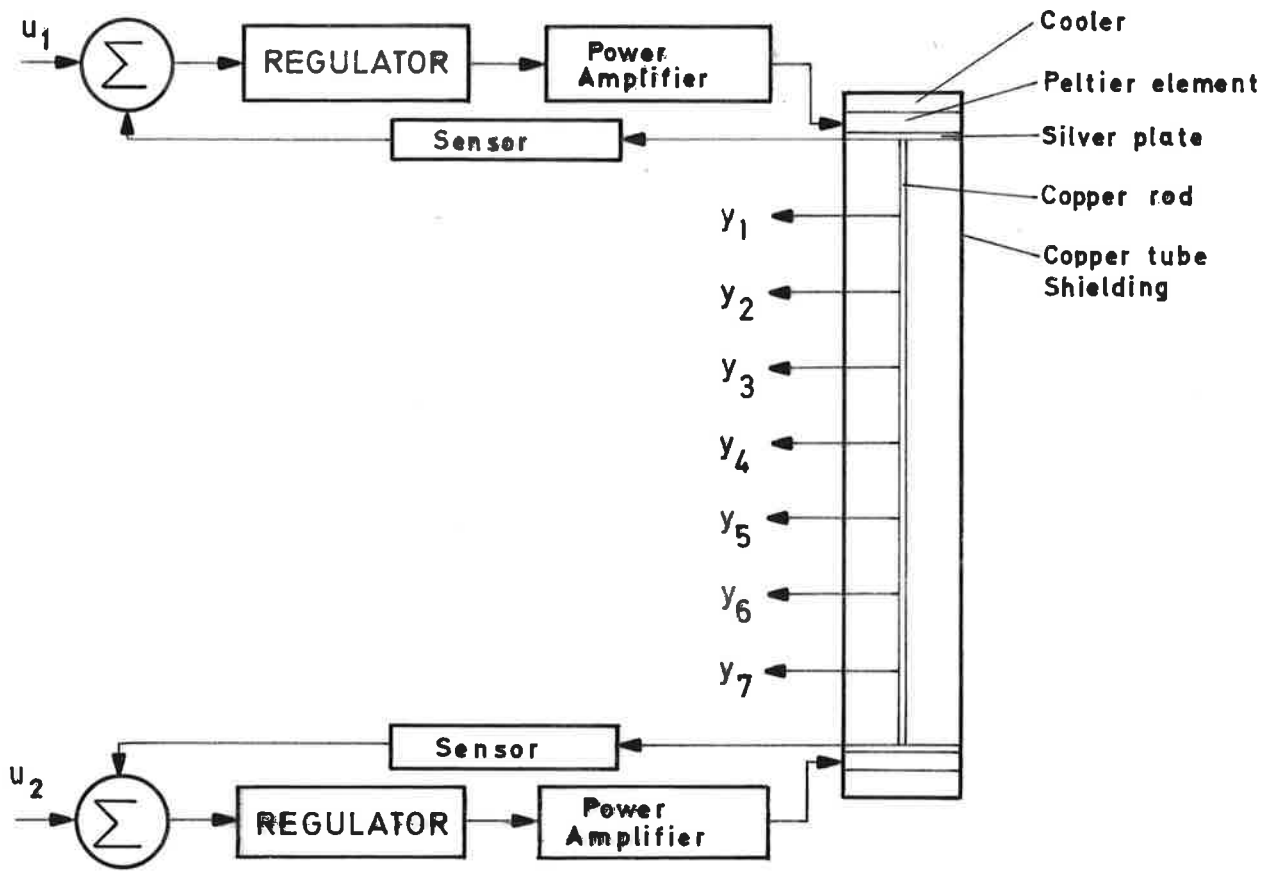 u1
Σ
REGULATOR
Power
Amplifier
Sensor
Cooler
Peltier element
Silver plate
Copper rod
Copper tube
Shielding
y1
y2
y3
y4
y5
y6
y7
Sensor
u2
Σ
REGULATOR
Power
Amplifier